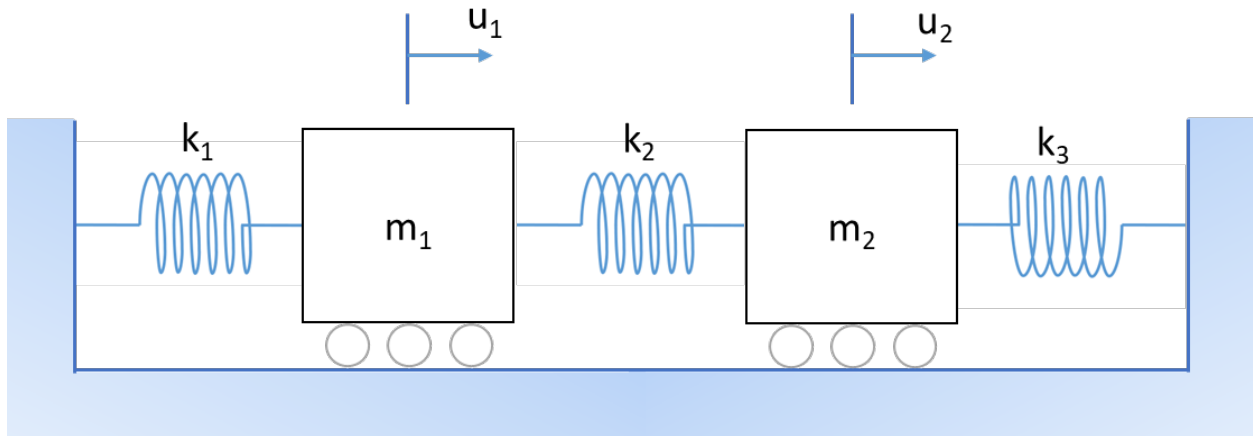 u₁ u₂
k₁ k₂ k₃
m₁ m₂